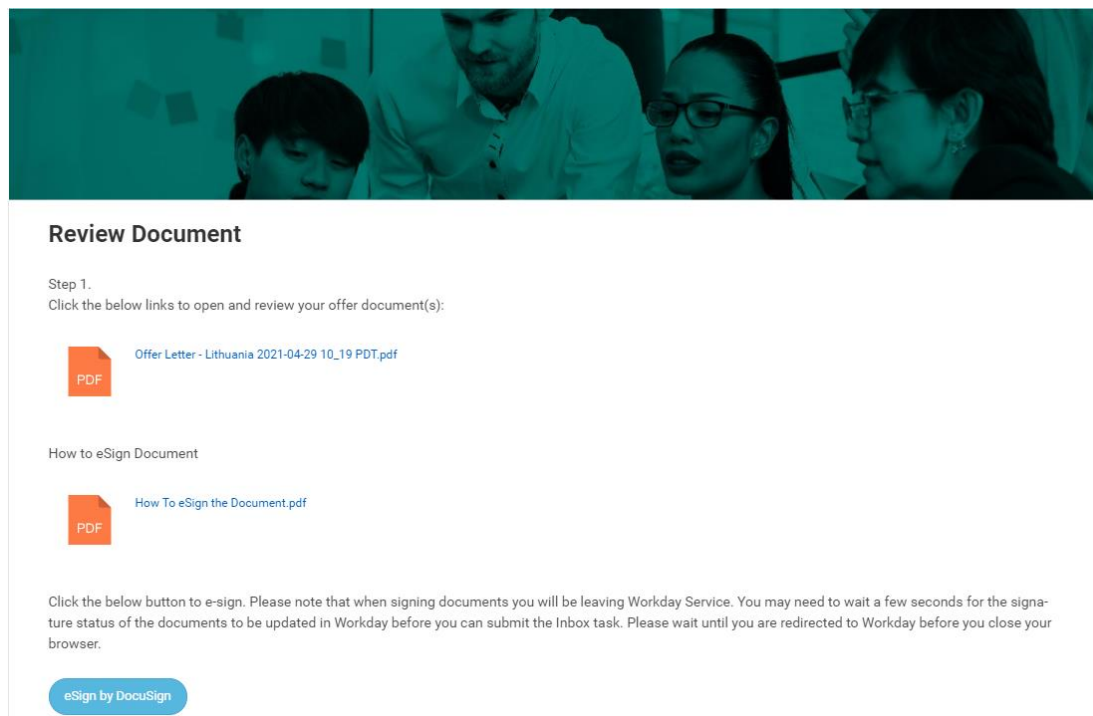 Review Document
Step 1.
Click the below links to open and review your offer document(s):
PDF
Offer Letter - Lithuania 2021-04-29 10_19 PDT.pdf
How to eSign Document
PDF
How To eSign the Document.pdf
Click the below button to e-sign. Please note that when signing documents you will be leaving Workday Service. You may need to wait a few seconds for the signa-
ture status of the documents to be updated in Workday before you can submit the Inbox task. Please wait until you are redirected to Workday before you close your
browser.
eSign by DocuSign